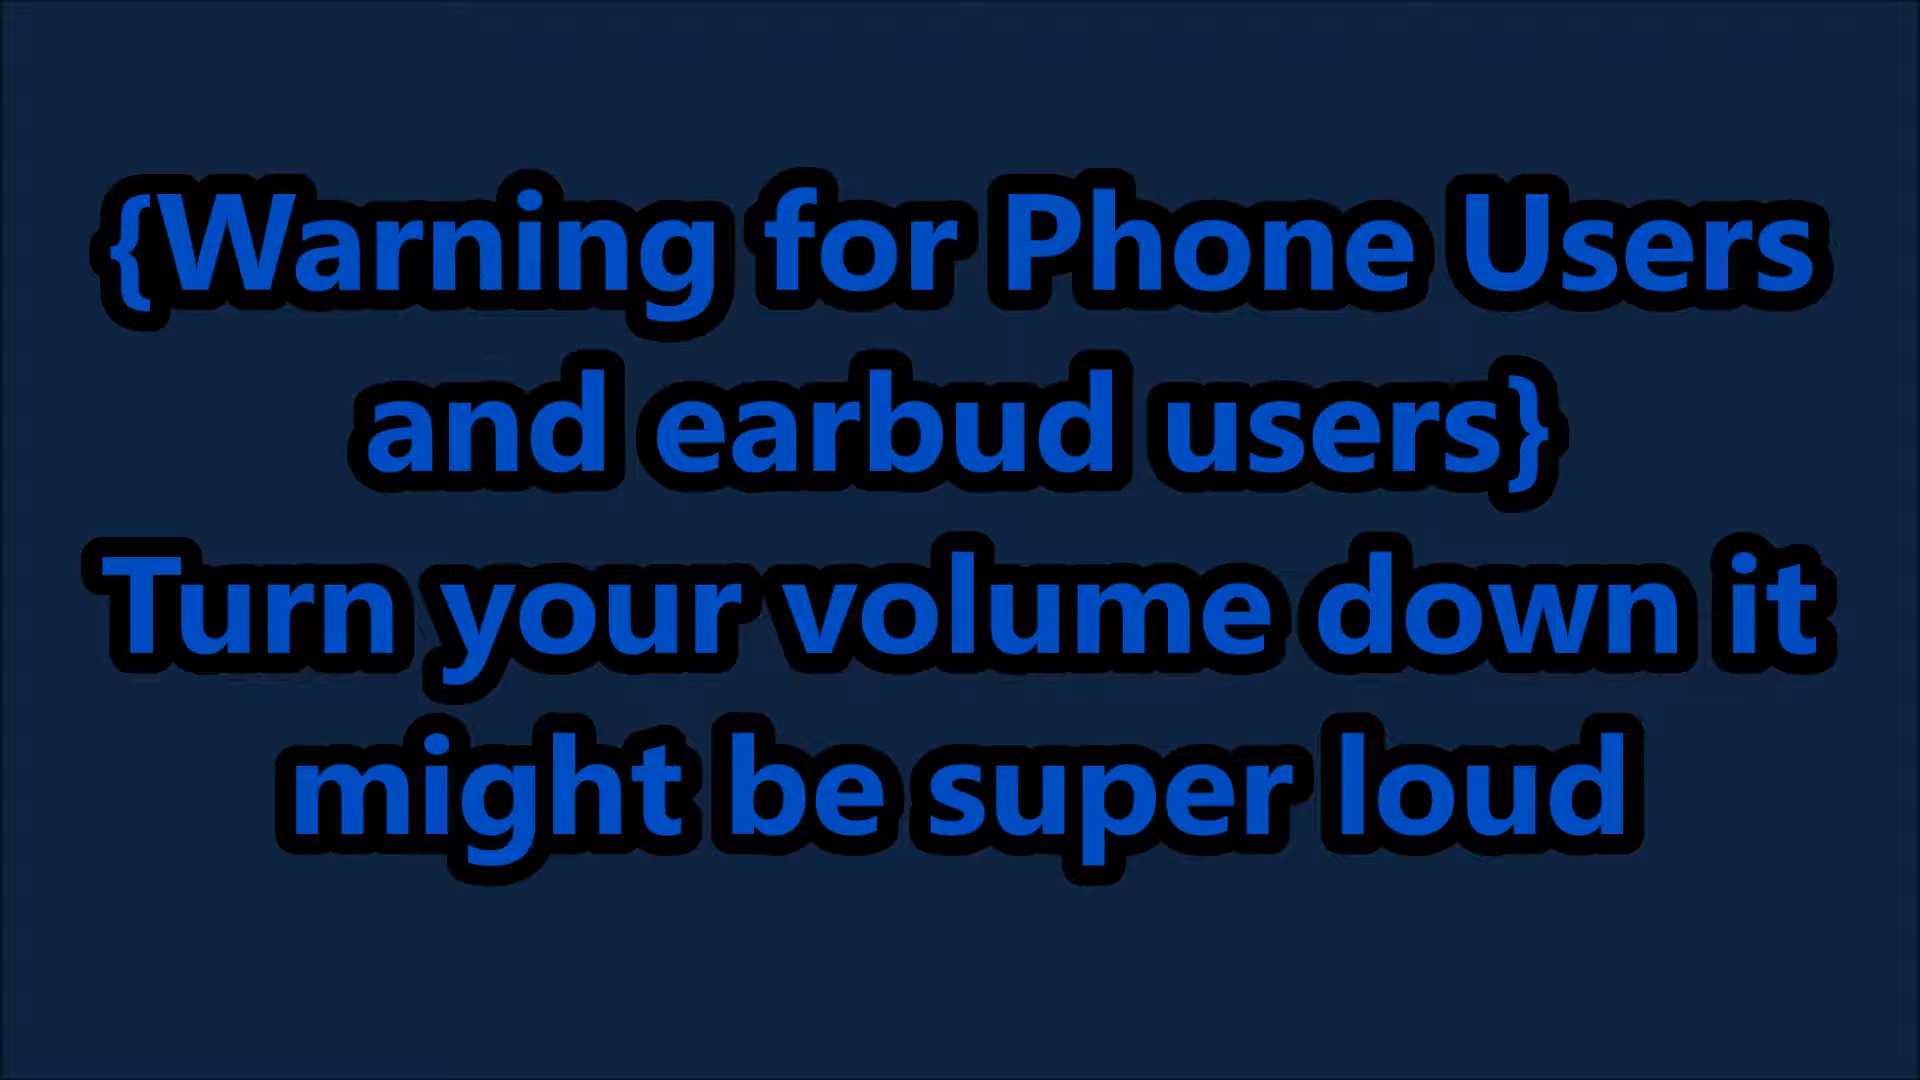 {Warning for Phone Users
and earbud users}
Turn your volume down it
might be super loud